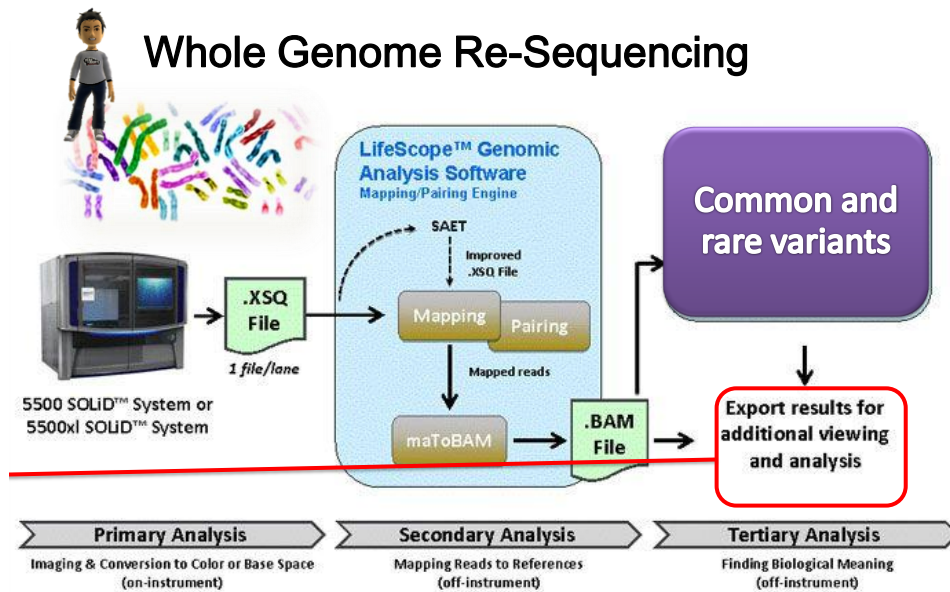 Whole Genome Re-Sequencing
LifeScope™ Genomic
Analysis Software
Mapping/Pairing Engine
SAET
Improved
.XSQ File
.XSQ
File
1 file/lane
Mapping
Pairing
Mapped reads
maToBAM
.BAM
File
Common and
rare variants
Export results for
additional viewing
and analysis
5500 SOLiD™ System or
5500xl SOLiD™ System
Primary Analysis
Imaging & Conversion to Color or Base Space
(on-instrument)
Secondary Analysis
Mapping Reads to References
(off-instrument)
Tertiary Analysis
Finding Biological Meaning
(off-instrument)